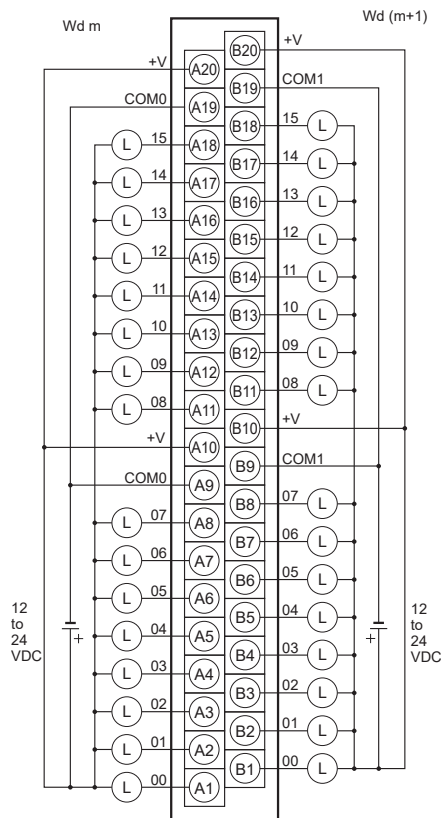 Wd m
Wd (m+1)
+V A20 B20 +V
COM0 A19 B19 COM1
L 15 A18 B18 15 L
L 14 A17 B17 14 L
L 13 A16 B16 13 L
L 12 A15 B15 12 L
L 11 A14 B14 11 L
L 10 A13 B13 10 L
L 09 A12 B12 09 L
L 08 A11 B11 08 L
+V A10 B10 +V
COM0 A9 B9 COM1
L 07 A8 B8 07 L
L 06 A7 B7 06 L
L 05 A6 B6 05 L
L 04 A5 B5 04 L
L 03 A4 B4 03 L
L 02 A3 B3 02 L
L 01 A2 B2 01 L
L 00 A1 B1 00 L
12
to
24
VDC
+
12
to
24
VDC
+